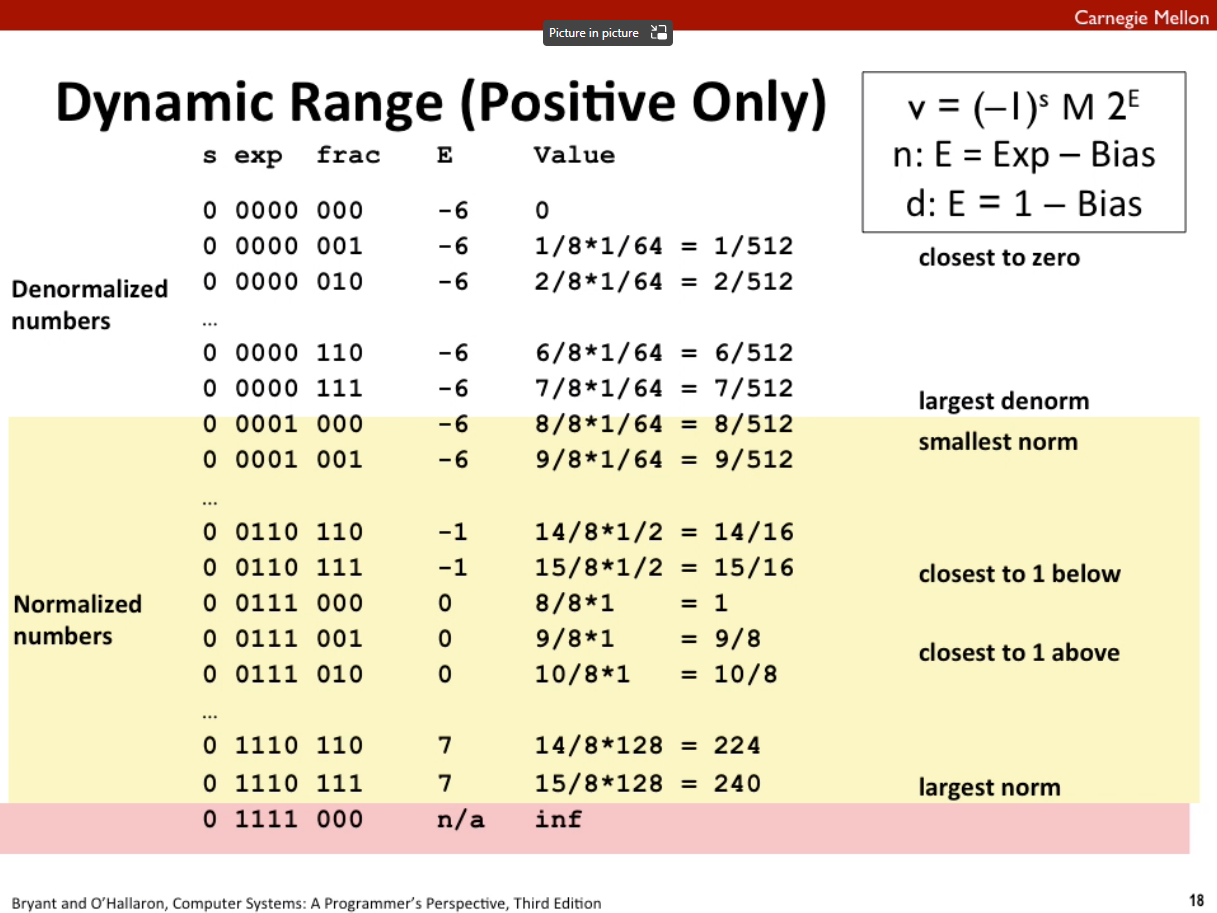 Carnegie Mellon
Picture in picture
Dynamic Range (Positive Only)
v = (–1)ˢ M 2ᴱ
n: E = Exp – Bias
d: E = 1 – Bias
s exp frac E Value
0 0000 000 -6 0
0 0000 001 -6 1/8*1/64 = 1/512 closest to zero
0 0000 010 -6 2/8*1/64 = 2/512
Denormalized
numbers
...
0 0000 110 -6 6/8*1/64 = 6/512
0 0000 111 -6 7/8*1/64 = 7/512 largest denorm
0 0001 000 -6 8/8*1/64 = 8/512 smallest norm
0 0001 001 -6 9/8*1/64 = 9/512
...
0 0110 110 -1 14/8*1/2 = 14/16
0 0110 111 -1 15/8*1/2 = 15/16 closest to 1 below
Normalized
numbers
0 0111 000 0 8/8*1 = 1
0 0111 001 0 9/8*1 = 9/8 closest to 1 above
0 0111 010 0 10/8*1 = 10/8
...
0 1110 110 7 14/8*128 = 224
0 1110 111 7 15/8*128 = 240 largest norm
0 1111 000 n/a inf
Bryant and O'Hallaron, Computer Systems: A Programmer's Perspective, Third Edition
18